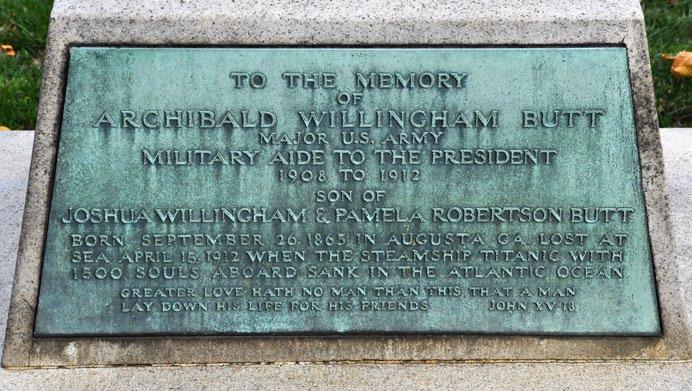 TO THE MEMORY
OF
ARCHIBALD WILLINGHAM BUTT
MAJOR U.S. ARMY
MILITARY AIDE TO THE PRESIDENT
1908 TO 1912
SON OF
JOSHUA WILLINGHAM & PAMELA ROBERTSON BUTT
BORN SEPTEMBER 26 1865 IN AUGUSTA GA. LOST AT
SEA APRIL 15 1912 WHEN THE STEAMSHIP TITANIC WITH
1500 SOULS ABOARD SANK IN THE ATLANTIC OCEAN
GREATER LOVE HATH NO MAN THAN THIS, THAT A MAN
LAY DOWN HIS LIFE FOR HIS FRIENDS JOHN XV-13